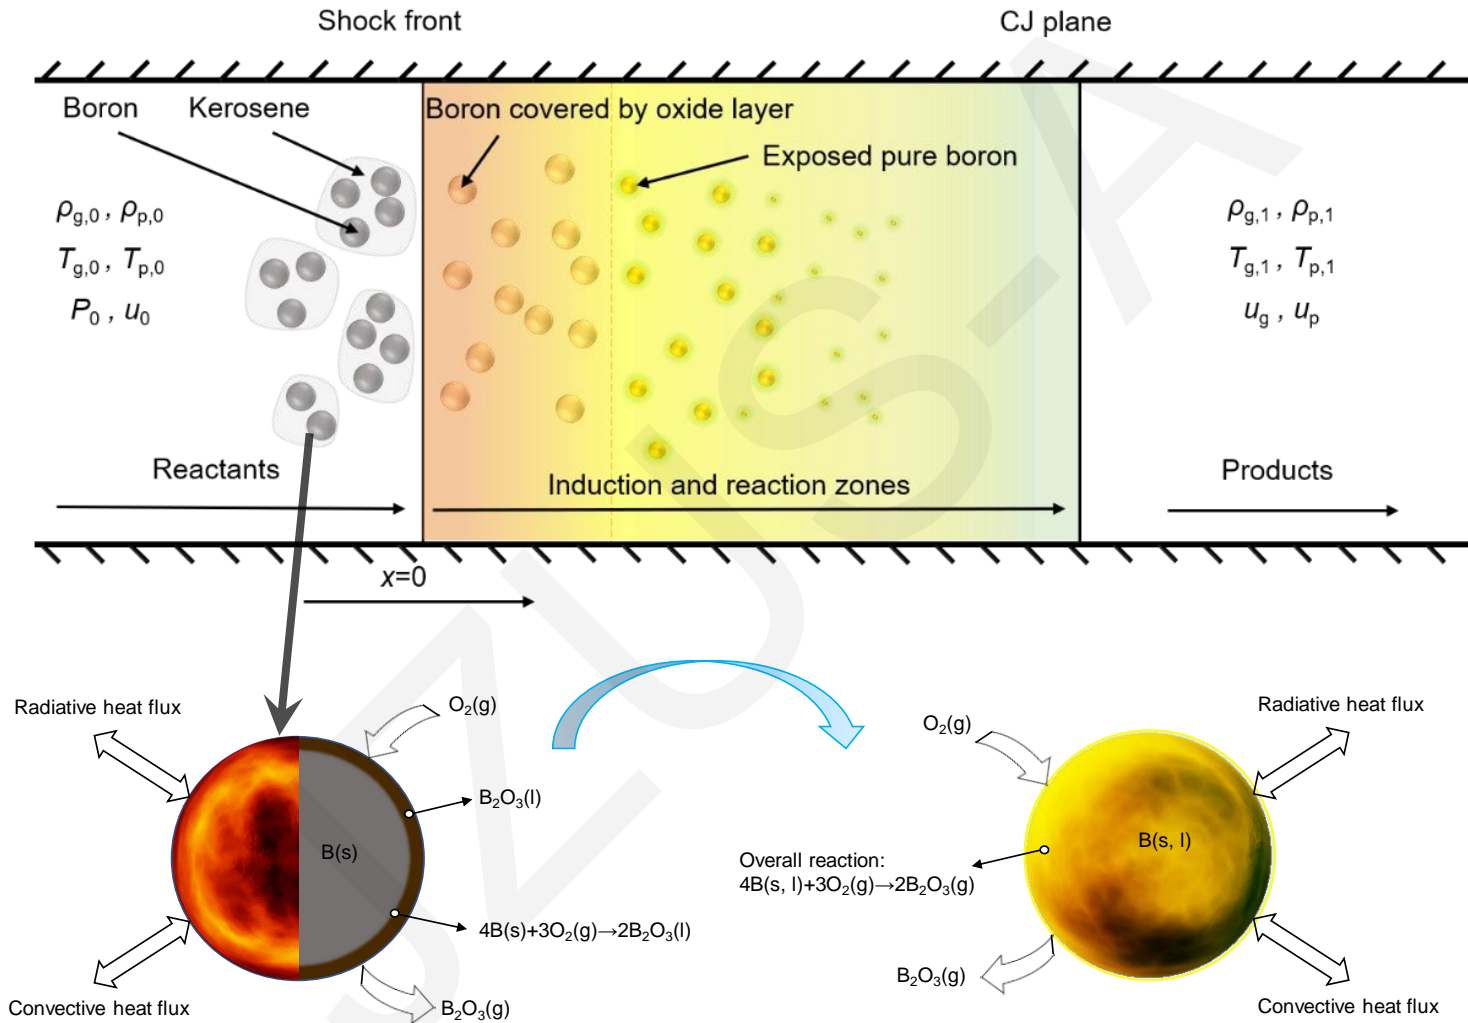 Shock front
CJ plane
Boron
Kerosene
Boron covered by oxide layer
Exposed pure boron
ρg,0 , ρp,0
Tg,0 , Tp,0
P0 , u0
ρg,1 , ρp,1
Tg,1 , Tp,1
ug , up
Reactants
Induction and reaction zones
Products
x=0
Radiative heat flux
O2(g)
B2O3(l)
B(s)
4B(s)+3O2(g)→2B2O3(l)
Convective heat flux
B2O3(g)
O2(g)
Radiative heat flux
B(s, l)
Overall reaction:
4B(s, l)+3O2(g)→2B2O3(g)
B2O3(g)
Convective heat flux
JZUS-A